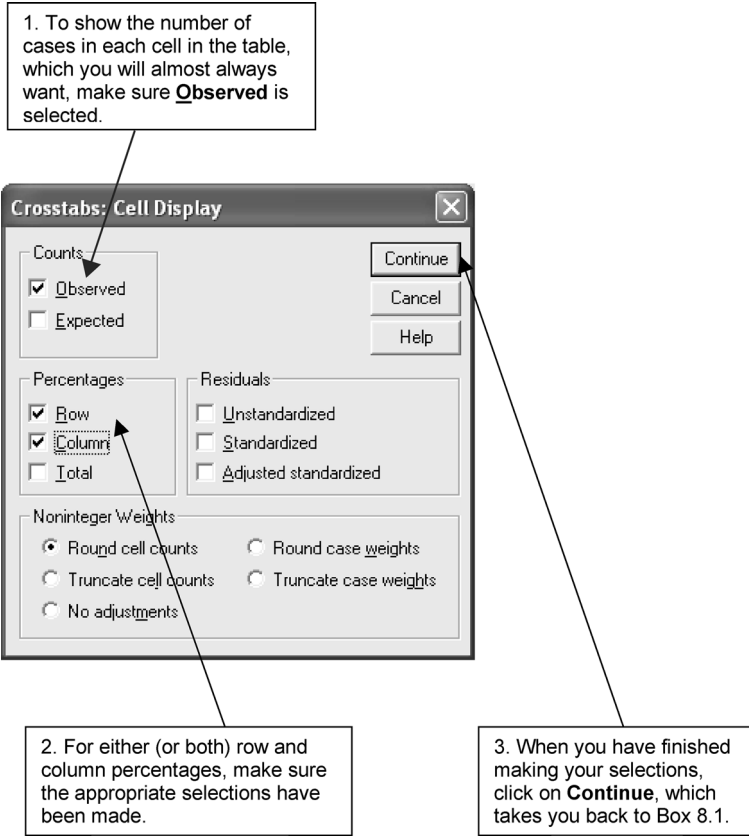 1. To show the number of
cases in each cell in the table,
which you will almost always
want, make sure Observed is
selected.
Crosstabs: Cell Display
Counts
Observed
Expected
Continue
Cancel
Help
Percentages
Row
Column
Total
Residuals
Unstandardized
Standardized
Adjusted standardized
Noninteger Weights
Round cell counts
Round case weights
Truncate cell counts
Truncate case weights
No adjustments
2. For either (or both) row and
column percentages, make sure
the appropriate selections have
been made.
3. When you have finished
making your selections,
click on Continue, which
takes you back to Box 8.1.